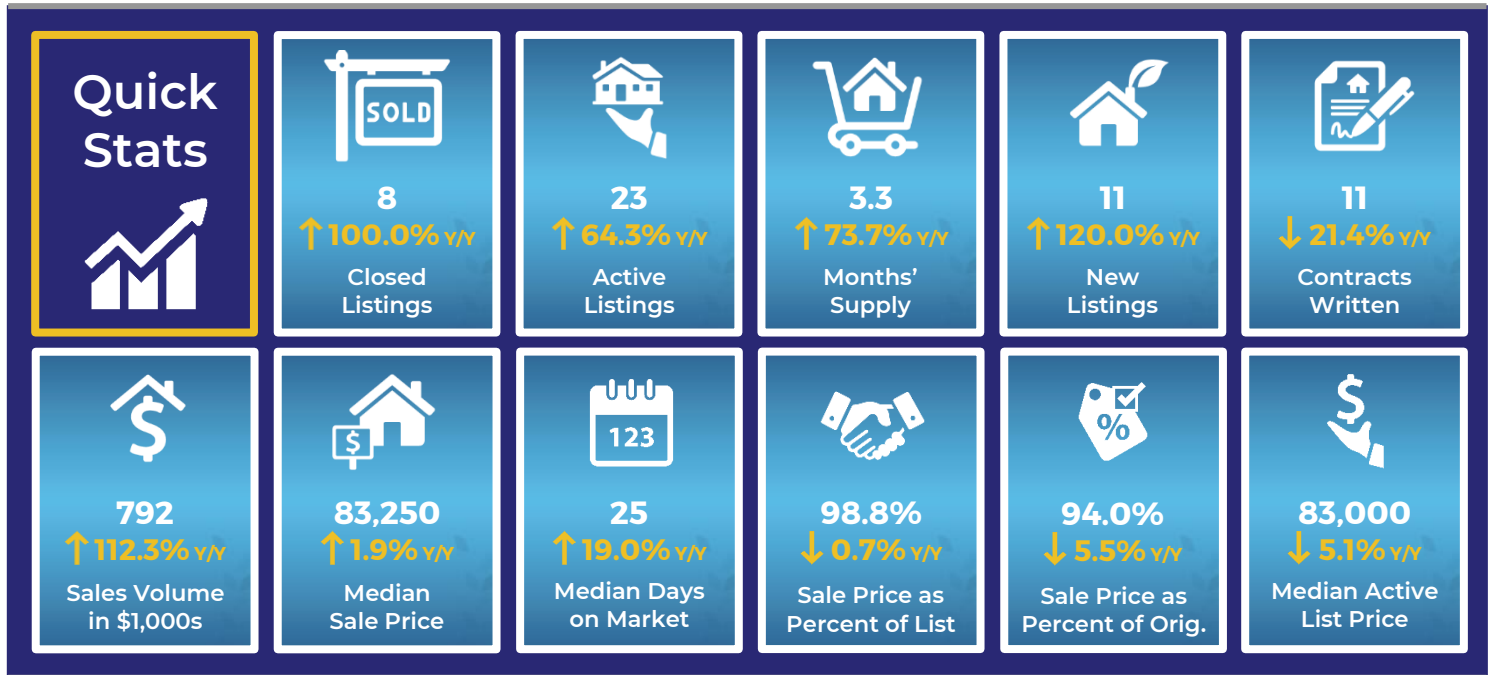 Quick
Stats
SOLD
8
↑ 100.0% Y/Y
Closed
Listings
23
↑ 64.3% Y/Y
Active
Listings
3.3
↑ 73.7% Y/Y
Months’
Supply
11
↑ 120.0% Y/Y
New
Listings
11
↓ 21.4% Y/Y
Contracts
Written
$
792
↑ 112.3% Y/Y
Sales Volume
in $1,000s
$
83,250
↑ 1.9% Y/Y
Median
Sale Price
123
25
↑ 19.0% Y/Y
Median Days
on Market
98.8%
↓ 0.7% Y/Y
Sale Price as
Percent of List
%
94.0%
↓ 5.5% Y/Y
Sale Price as
Percent of Orig.
$
83,000
↓ 5.1% Y/Y
Median Active
List Price